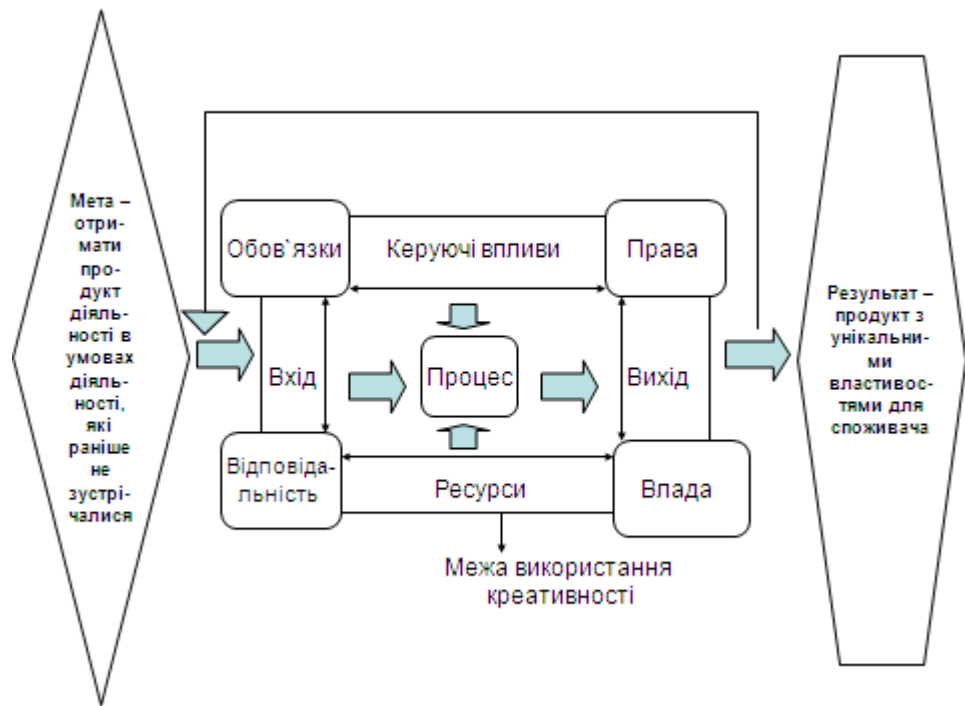 Мета –
отри-
мати
про-
дукт
діяль-
ності в
умовах
діяль-
ності,
які
раніше
не
зустрі-
чалися
Обов`язки
Керуючі впливи
Права
Вхід
Процес
Вихід
Відповіда-
льність
Ресурси
Влада
Межа використання
креативності
Результат –
продукт з
унікальни-
ми
властивос-
тями для
споживача